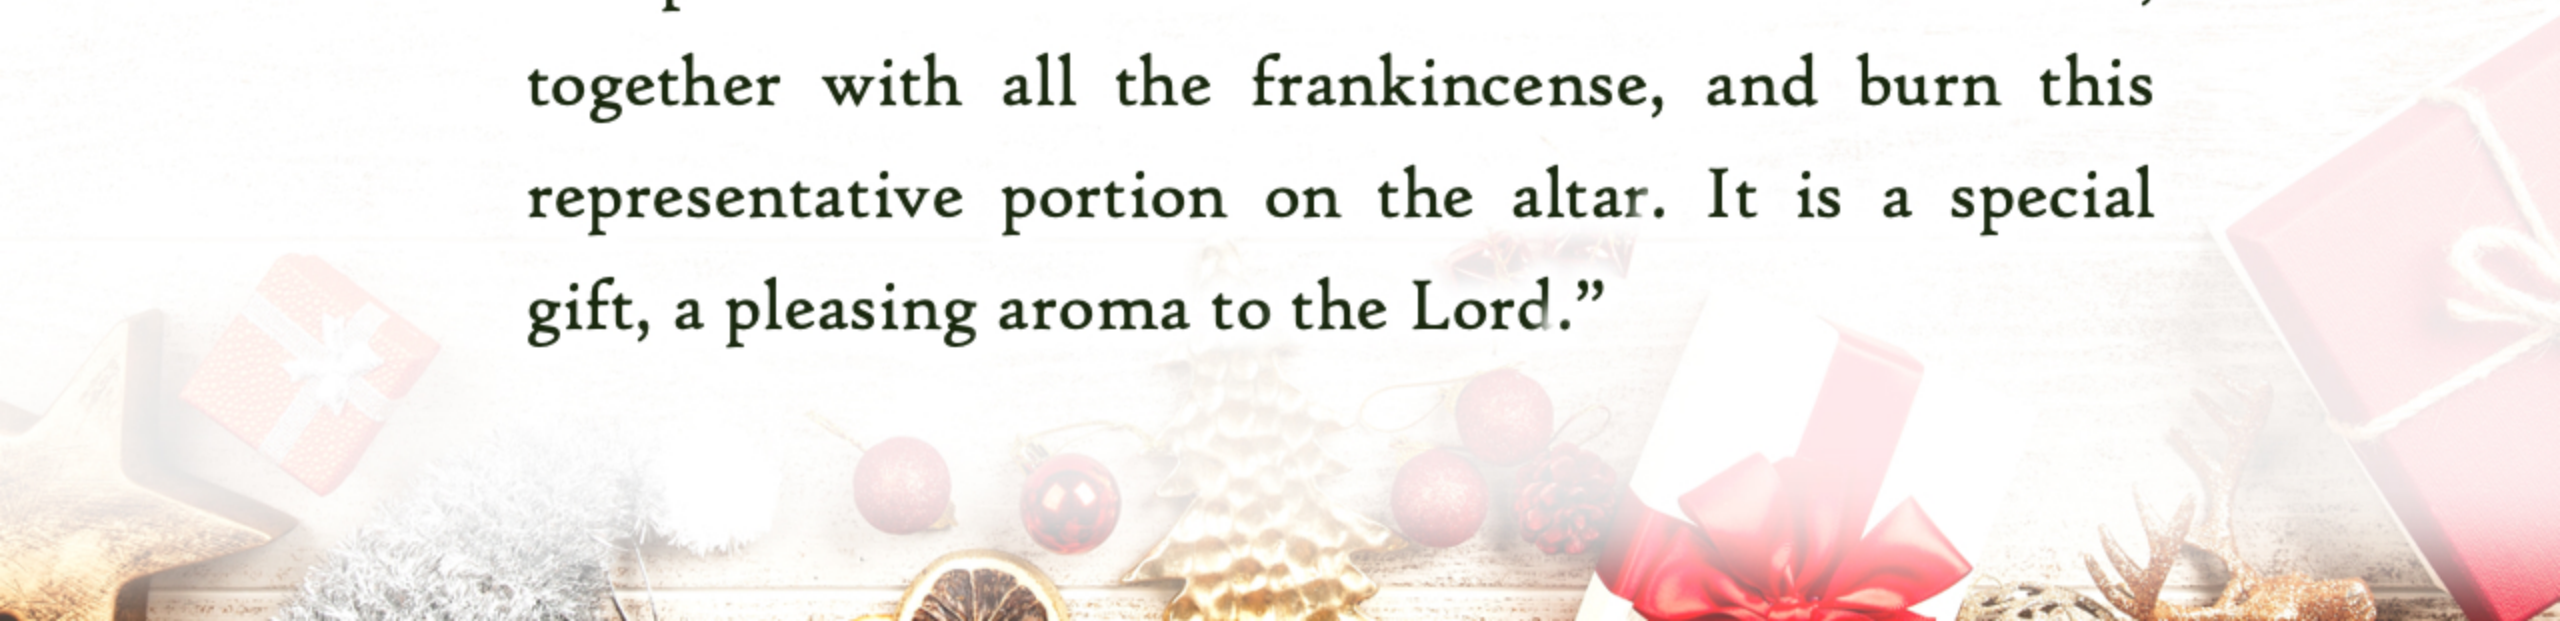 together with all the frankincense, and burn this
representative portion on the altar. It is a special
gift, a pleasing aroma to the Lord.”